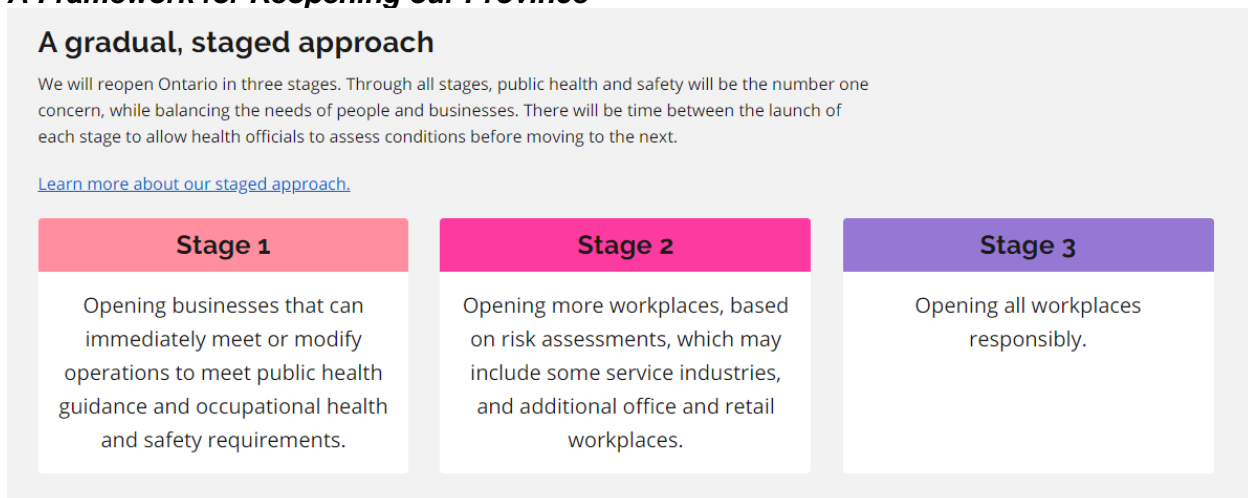 A Framework for Reopening our Province
A gradual, staged approach
We will reopen Ontario in three stages. Through all stages, public health and safety will be the number one
concern, while balancing the needs of people and businesses. There will be time between the launch of
each stage to allow health officials to assess conditions before moving to the next.
Learn more about our staged approach.
Stage 1
Opening businesses that can
immediately meet or modify
operations to meet public health
guidance and occupational health
and safety requirements.
Stage 2
Opening more workplaces, based
on risk assessments, which may
include some service industries,
and additional office and retail
workplaces.
Stage 3
Opening all workplaces
responsibly.